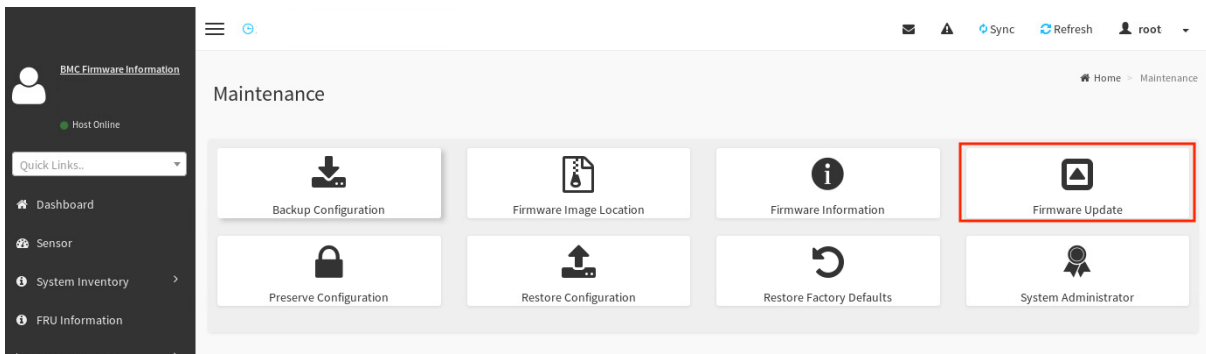 Sync Refresh root
BMC Firmware Information
Host Online
Quick Links..
Dashboard
Sensor
System Inventory
FRU Information
Home > Maintenance
Maintenance
Backup Configuration
Firmware Image Location
Firmware Information
Firmware Update
Preserve Configuration
Restore Configuration
Restore Factory Defaults
System Administrator